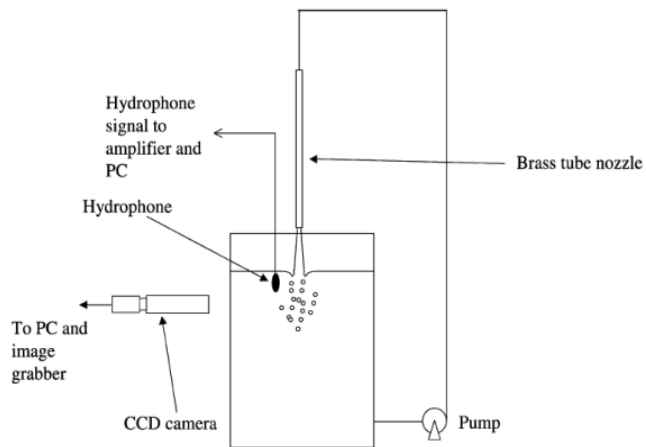 Hydrophone
signal to
amplifier and
PC
Brass tube nozzle
Hydrophone
To PC and
image
grabber
CCD camera
Pump